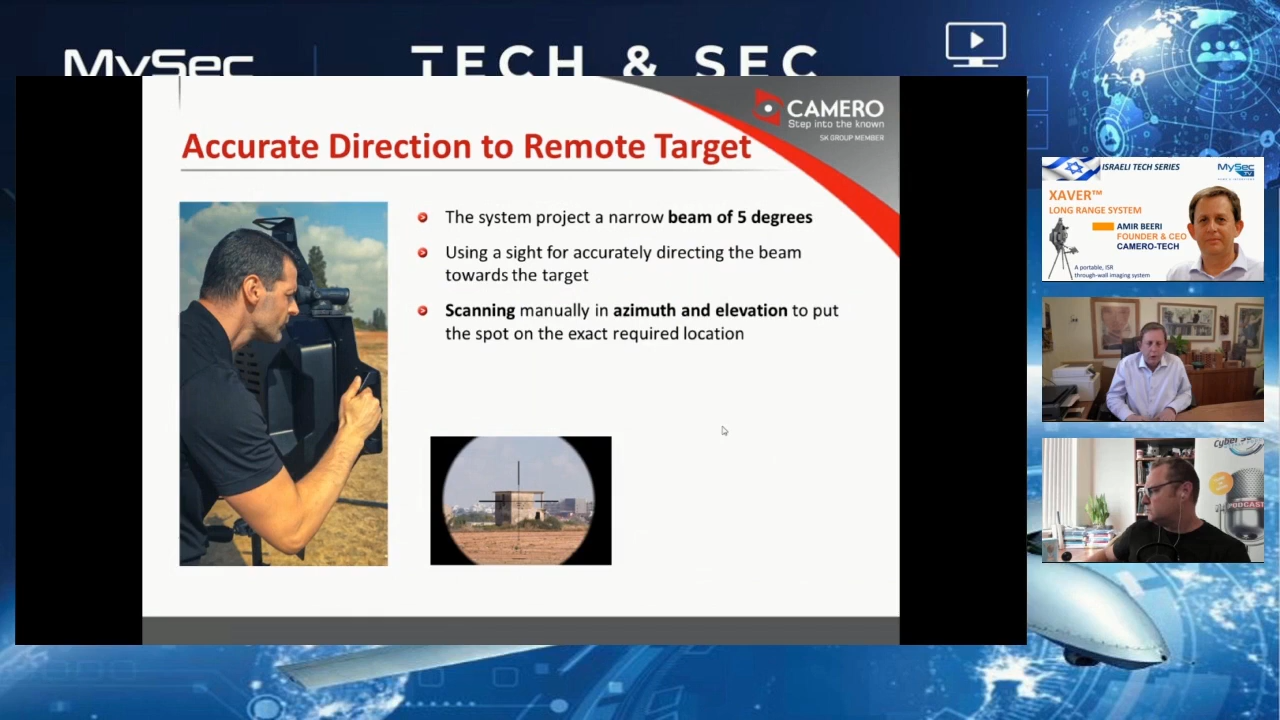 MySec
TECH & SEC
CAMERO
Step into the known
SK GROUP MEMBER
Accurate Direction to Remote Target
The system project a narrow beam of 5 degrees
Using a sight for accurately directing the beam
towards the target
Scanning manually in azimuth and elevation to put
the spot on the exact required location
ISRAELI TECH SERIES
MySec
TV
XAVER™
LONG RANGE SYSTEM
AMIR BEERI
FOUNDER & CEO
CAMERO-TECH
A portable, ISR
through-wall imaging system
Cyber
PODCAST